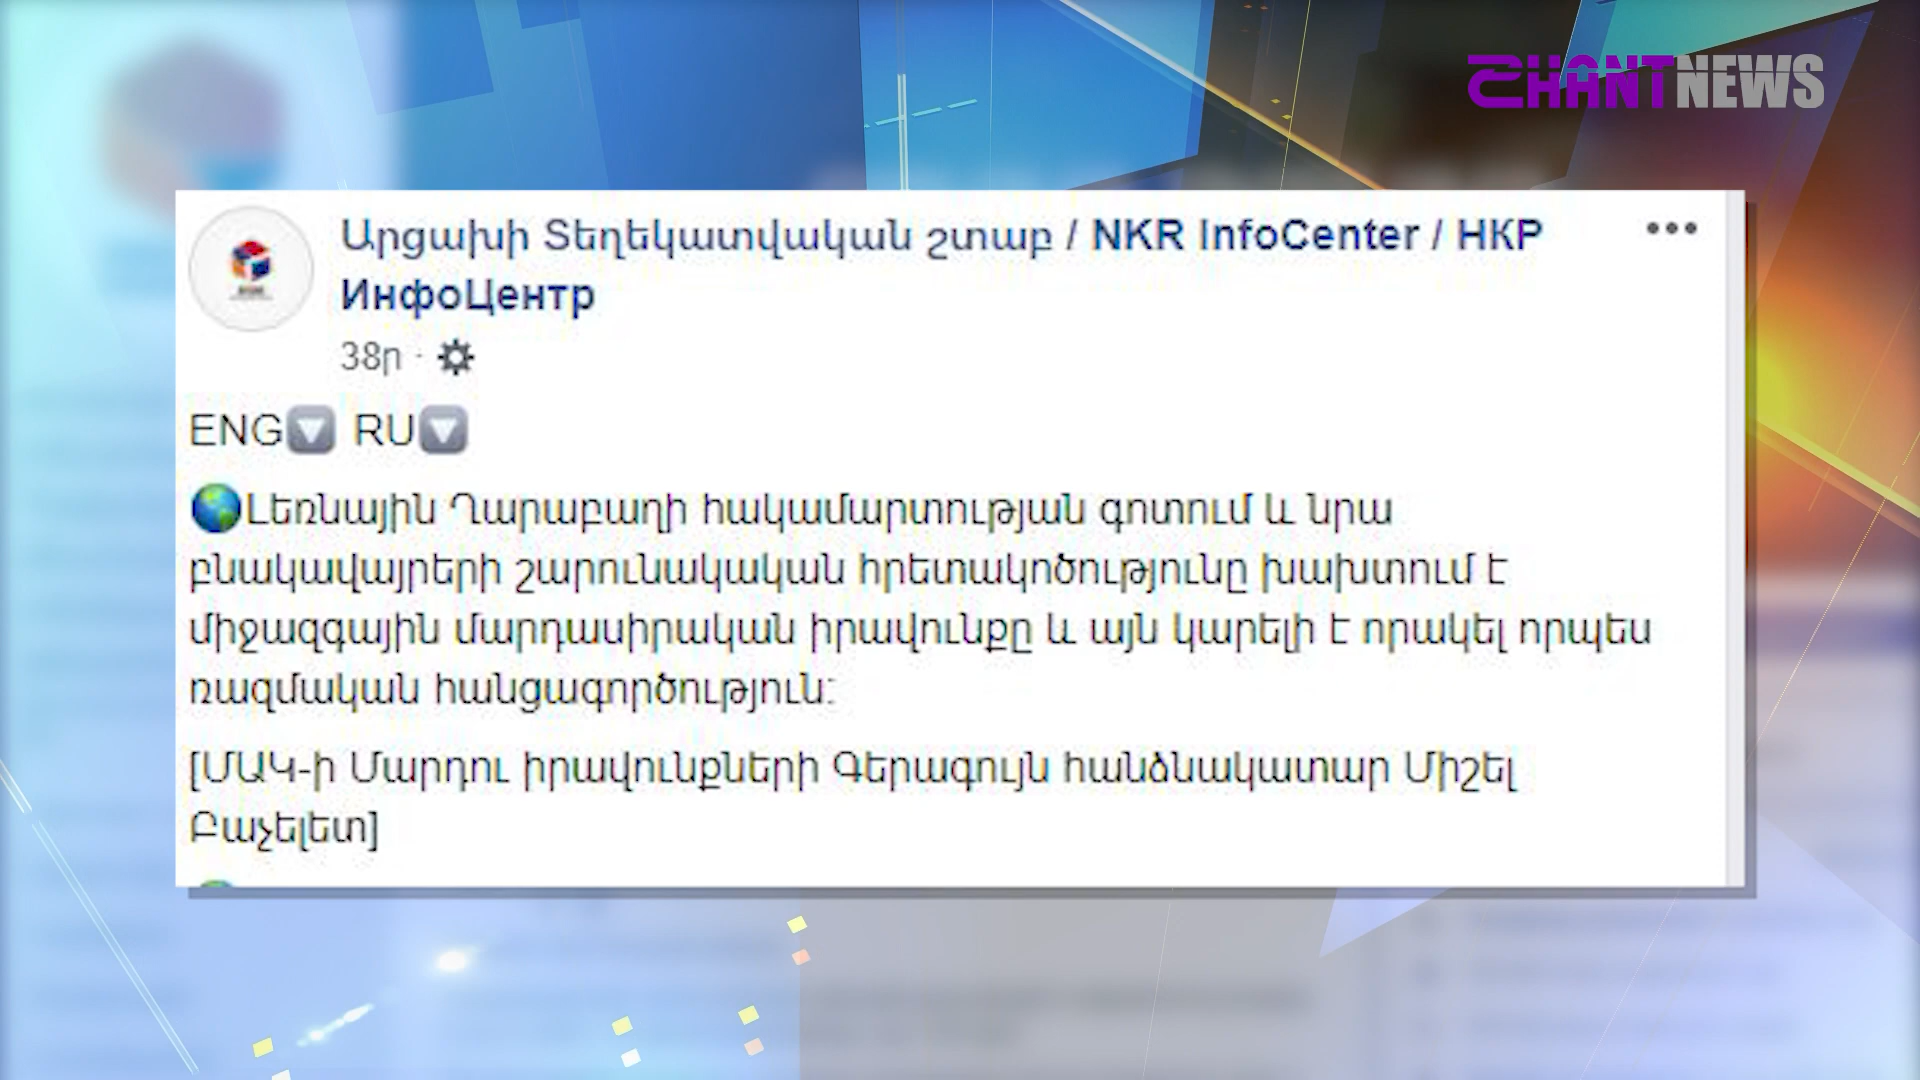 SHANTNEWS
Արցախի Տեղեկատվական շտաբ / NKR InfoCenter / НКР
ИнфоЦентр
38ր ·
ENG🔽 RU🔽
🌎Լեռնային Ղարաբաղի հակամարտության գոտում և նրա
բնակավայրերի շարունակական հրետակոծությունը խախտում է
միջազգային մարդասիրական իրավունքը և այն կարելի է որակել որպես
ռազմական հանցագործություն:
[ՄԱԿ-ի Մարդու իրավունքների Գերագույն հանձնակատար Միշել
Բաչելետ]